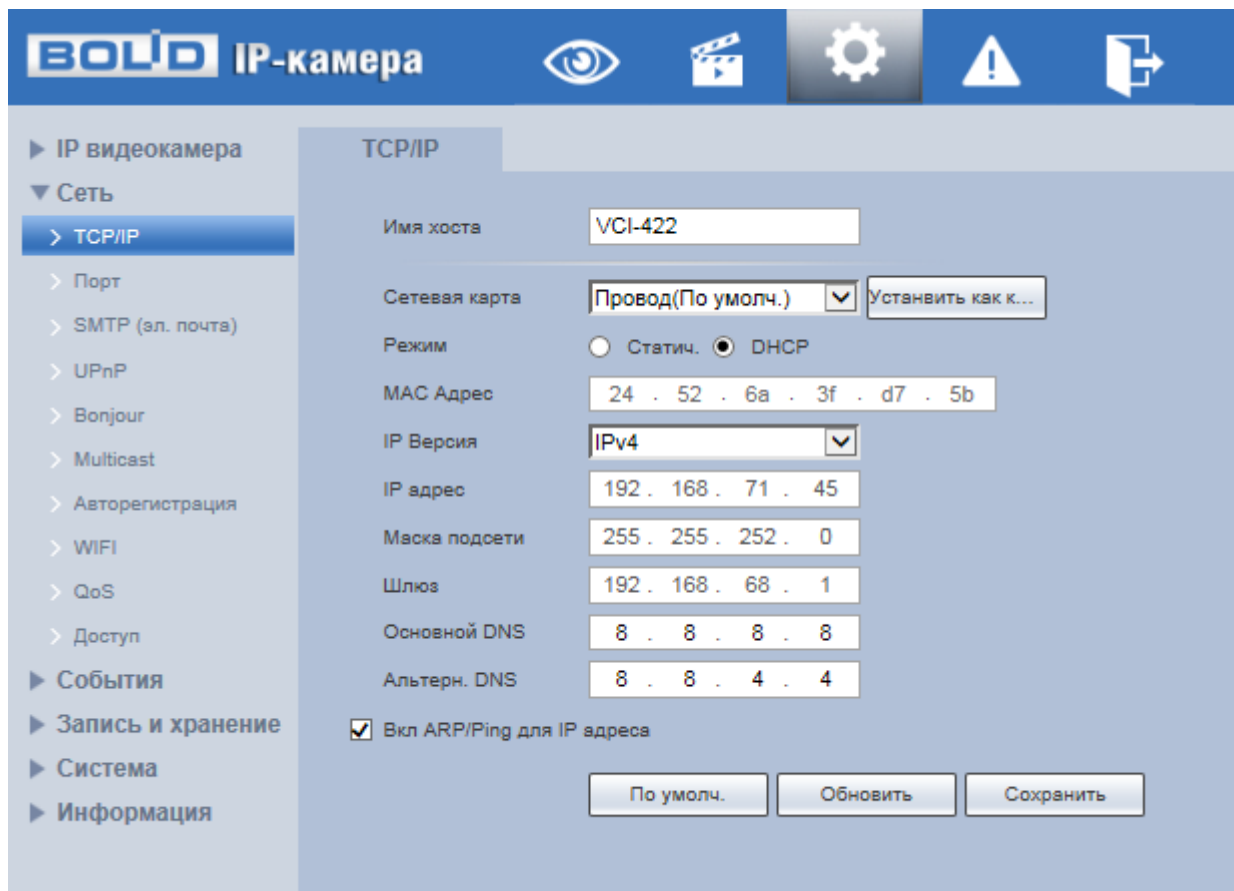 BOLID IP-камера
IP видеокамера
Сеть
TCP/IP
Порт
SMTP (эл. почта)
UPnP
Bonjour
Multicast
Авторегистрация
WIFI
QoS
Доступ
События
Запись и хранение
Система
Информация
TCP/IP
Имя хоста VCI-422
Сетевая карта Провод(По умолч.) Устанвить как к...
Режим Статич. DHCP
MAC Адрес 24 . 52 . 6a . 3f . d7 . 5b
IP Версия IPv4
IP адрес 192 . 168 . 71 . 45
Маска подсети 255 . 255 . 252 . 0
Шлюз 192 . 168 . 68 . 1
Основной DNS 8 . 8 . 8 . 8
Альтерн. DNS 8 . 8 . 4 . 4
Вкл ARP/Ping для IP адреса
По умолч. Обновить Сохранить